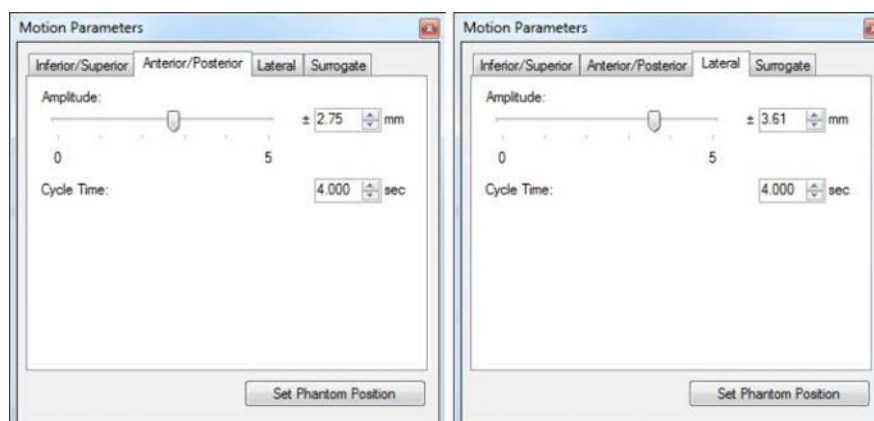 Motion Parameters
Inferior/Superior Anterior/Posterior Lateral Surrogate
Amplitude:
± 2.75 mm
0 5
Cycle Time: 4.000 sec
Set Phantom Position
Motion Parameters
Inferior/Superior Anterior/Posterior Lateral Surrogate
Amplitude:
± 3.61 mm
0 5
Cycle Time: 4.000 sec
Set Phantom Position